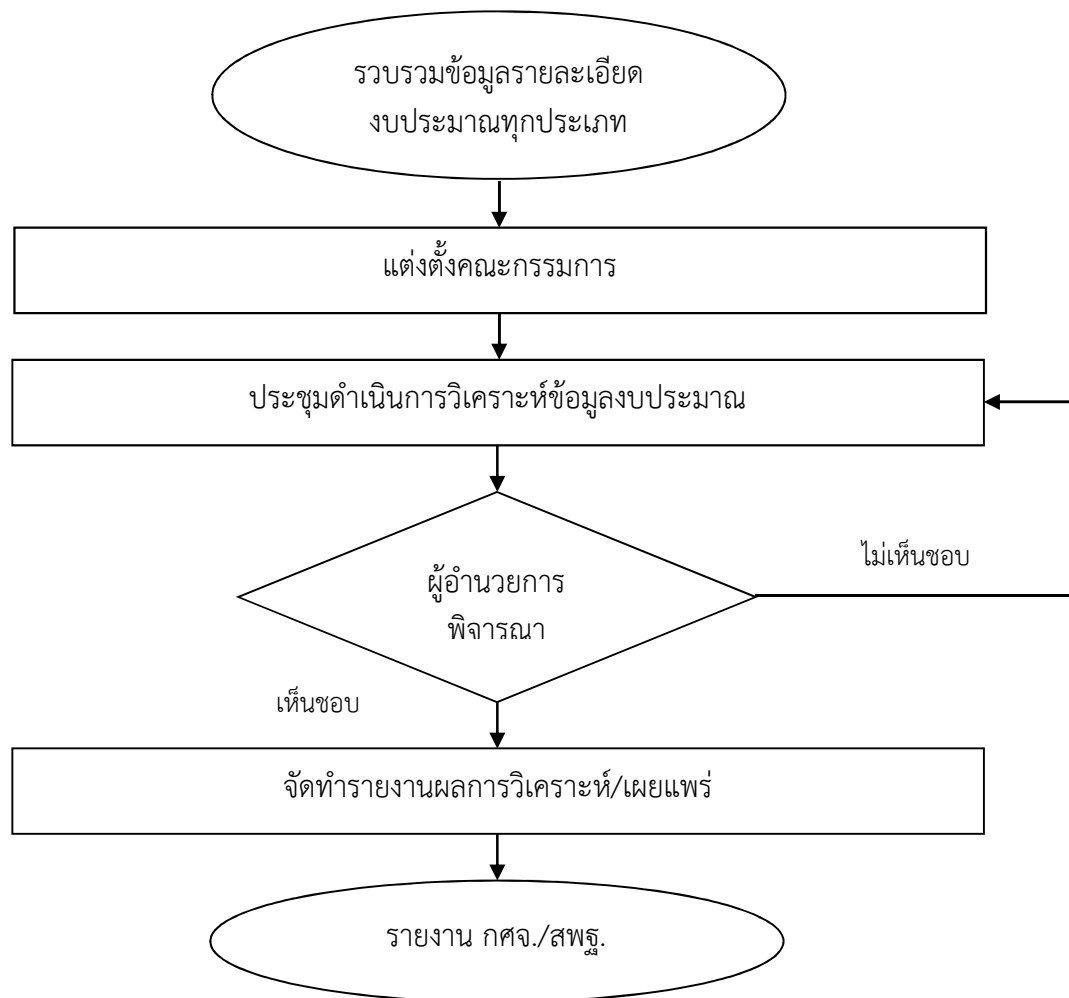 รวบรวมข้อมูลรายละเอียด
งบประมาณทุกประเภท
แต่งตั้งคณะกรรมการ
ประชุมดำเนินการวิเคราะห์ข้อมูลงบประมาณ
ไม่เห็นชอบ
ผู้อำนวยการ
พิจารณา
เห็นชอบ
จัดทำรายงานผลการวิเคราะห์/เผยแพร่
รายงาน กศจ./สพฐ.